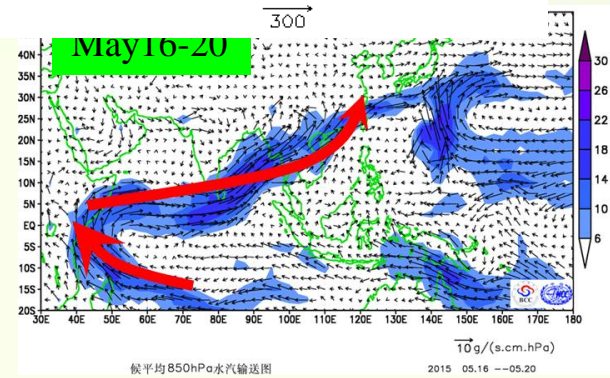 300
May16-20
40N
35N
30N
25N
20N
15N
10N
5N
EQ
5S
10S
15S
20S
30E 40E 50E 60E 70E 80E 90E 100E 110E 120E 130E 140E 150E 160E 170E 180
30
26
22
18
14
10
6
BCC NCC
10 g/(s.cm.hPa)
候平均850hPa水汽输送图
2015 05.16 --05.20